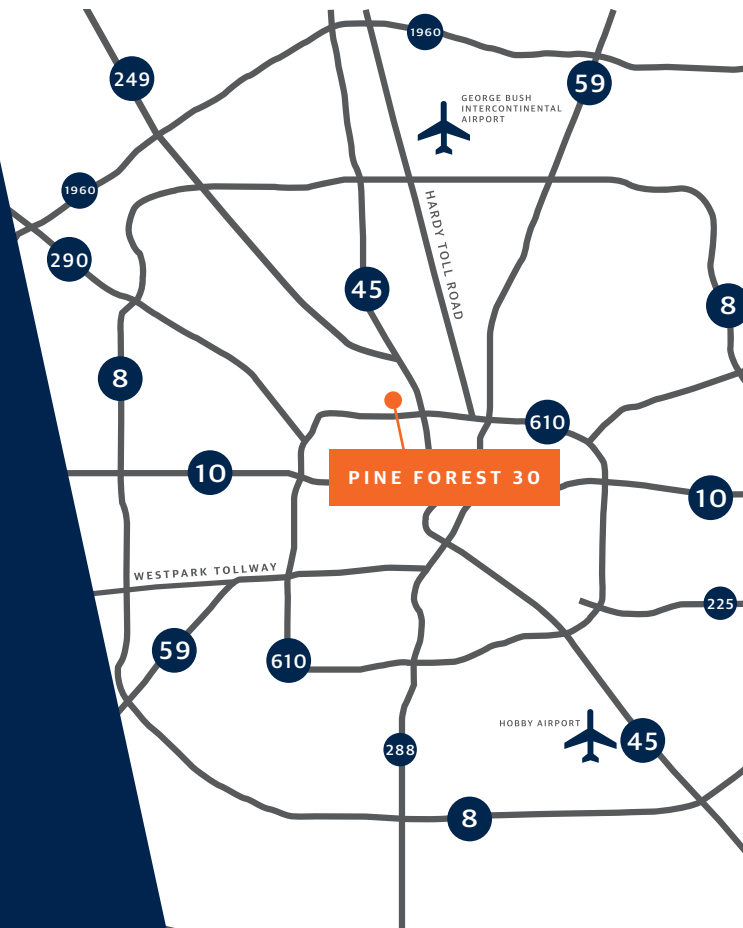 1960
249
59
GEORGE BUSH
INTERCONTINENTAL
AIRPORT
1960
HARDY TOLL ROAD
290
45
8
8
610
10
PINE FOREST 30
10
WESTPARK TOLLWAY
225
59
610
HOBBY AIRPORT
45
288
8